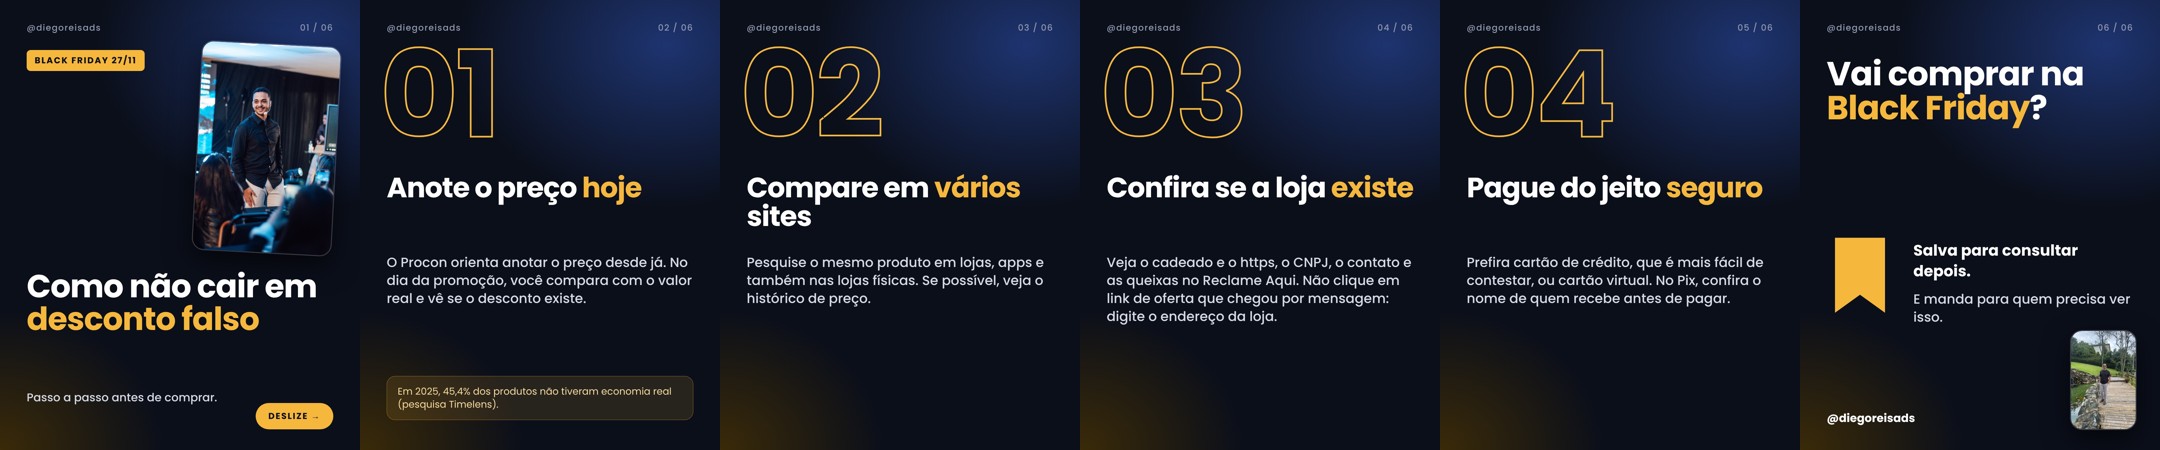 @diegoreisads
01 / 06
BLACK FRIDAY 27/11
Como não cair em
desconto falso
Passo a passo antes de comprar.
DESLIZE →
@diegoreisads
02 / 06
01
Anote o preço hoje
O Procon orienta anotar o preço desde já. No
dia da promoção, você compara com o valor
real e vê se o desconto existe.
Em 2025, 45,4% dos produtos não tiveram economia real
(pesquisa Timelens).
@diegoreisads
03 / 06
02
Compare em vários
sites
Pesquise o mesmo produto em lojas, apps e
também nas lojas físicas. Se possível, veja o
histórico de preço.
@diegoreisads
04 / 06
03
Confira se a loja existe
Veja o cadeado e o https, o CNPJ, o contato e
as queixas no Reclame Aqui. Não clique em
link de oferta que chegou por mensagem:
digite o endereço da loja.
@diegoreisads
05 / 06
04
Pague do jeito seguro
Prefira cartão de crédito, que é mais fácil de
contestar, ou cartão virtual. No Pix, confira o
nome de quem recebe antes de pagar.
@diegoreisads
06 / 06
Vai comprar na
Black Friday?
Salva para consultar
depois.
E manda para quem precisa ver
isso.
@diegoreisads